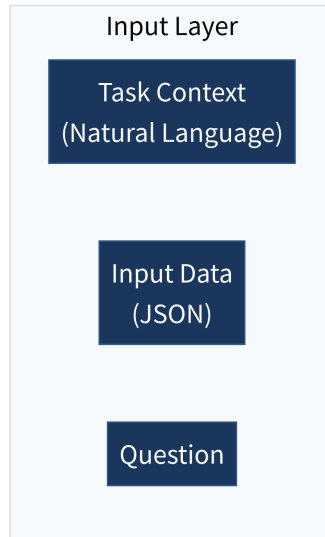 Input Layer
Task Context
(Natural Language)
Input Data
(JSON)
Question